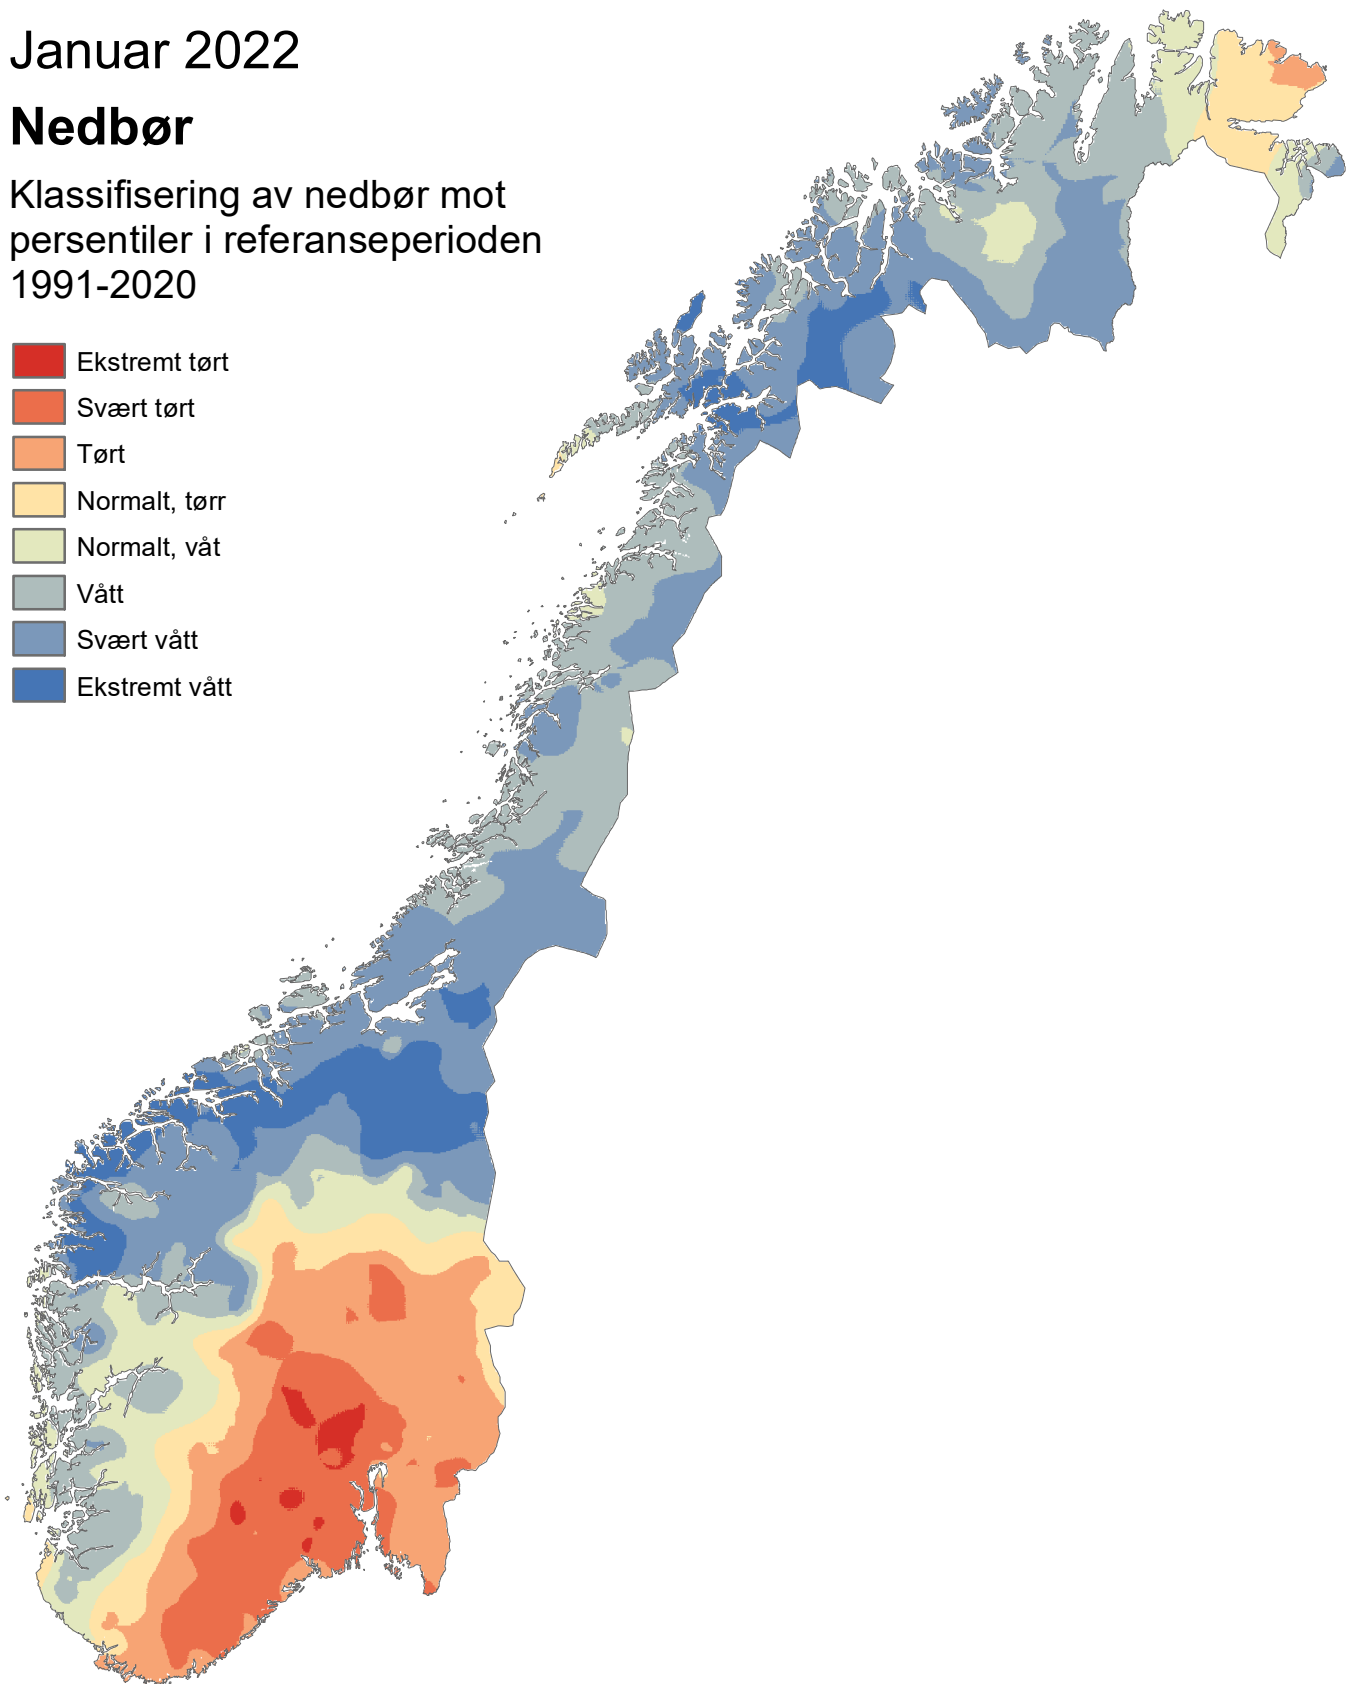 Januar 2022
Nedbør
Klassifisering av nedbør mot
persentiler i referanseperioden
1991-2020
Ekstremt tørt
Svært tørt
Tørt
Normalt, tørr
Normalt, våt
Vått
Svært vått
Ekstremt vått